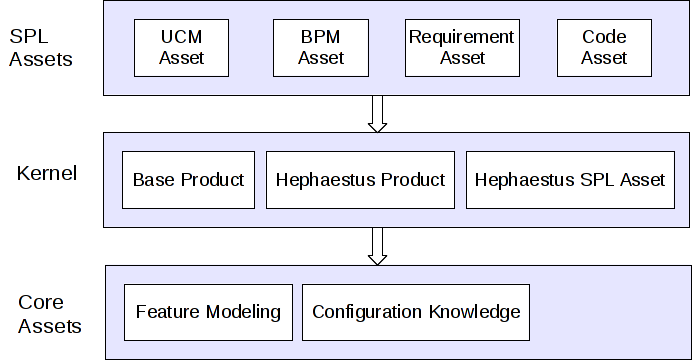 SPL
Assets
UCM
Asset
BPM
Asset
Requirement
Asset
Code
Asset
Kernel
Base Product
Hephaestus Product
Hephaestus SPL Asset
Core
Assets
Feature Modeling
Configuration Knowledge